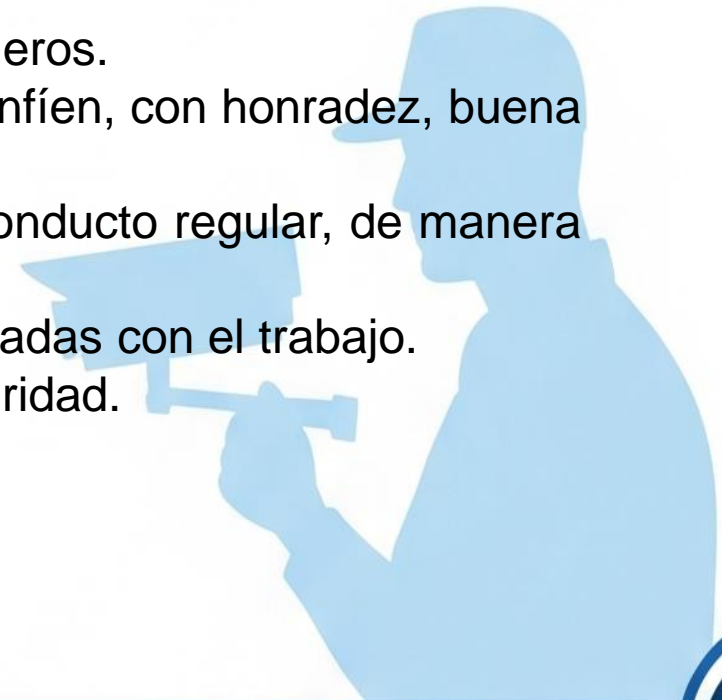 eros.
nfíen, con honradez, buena
onducto regular, de manera
adas con el trabajo.
ridad.